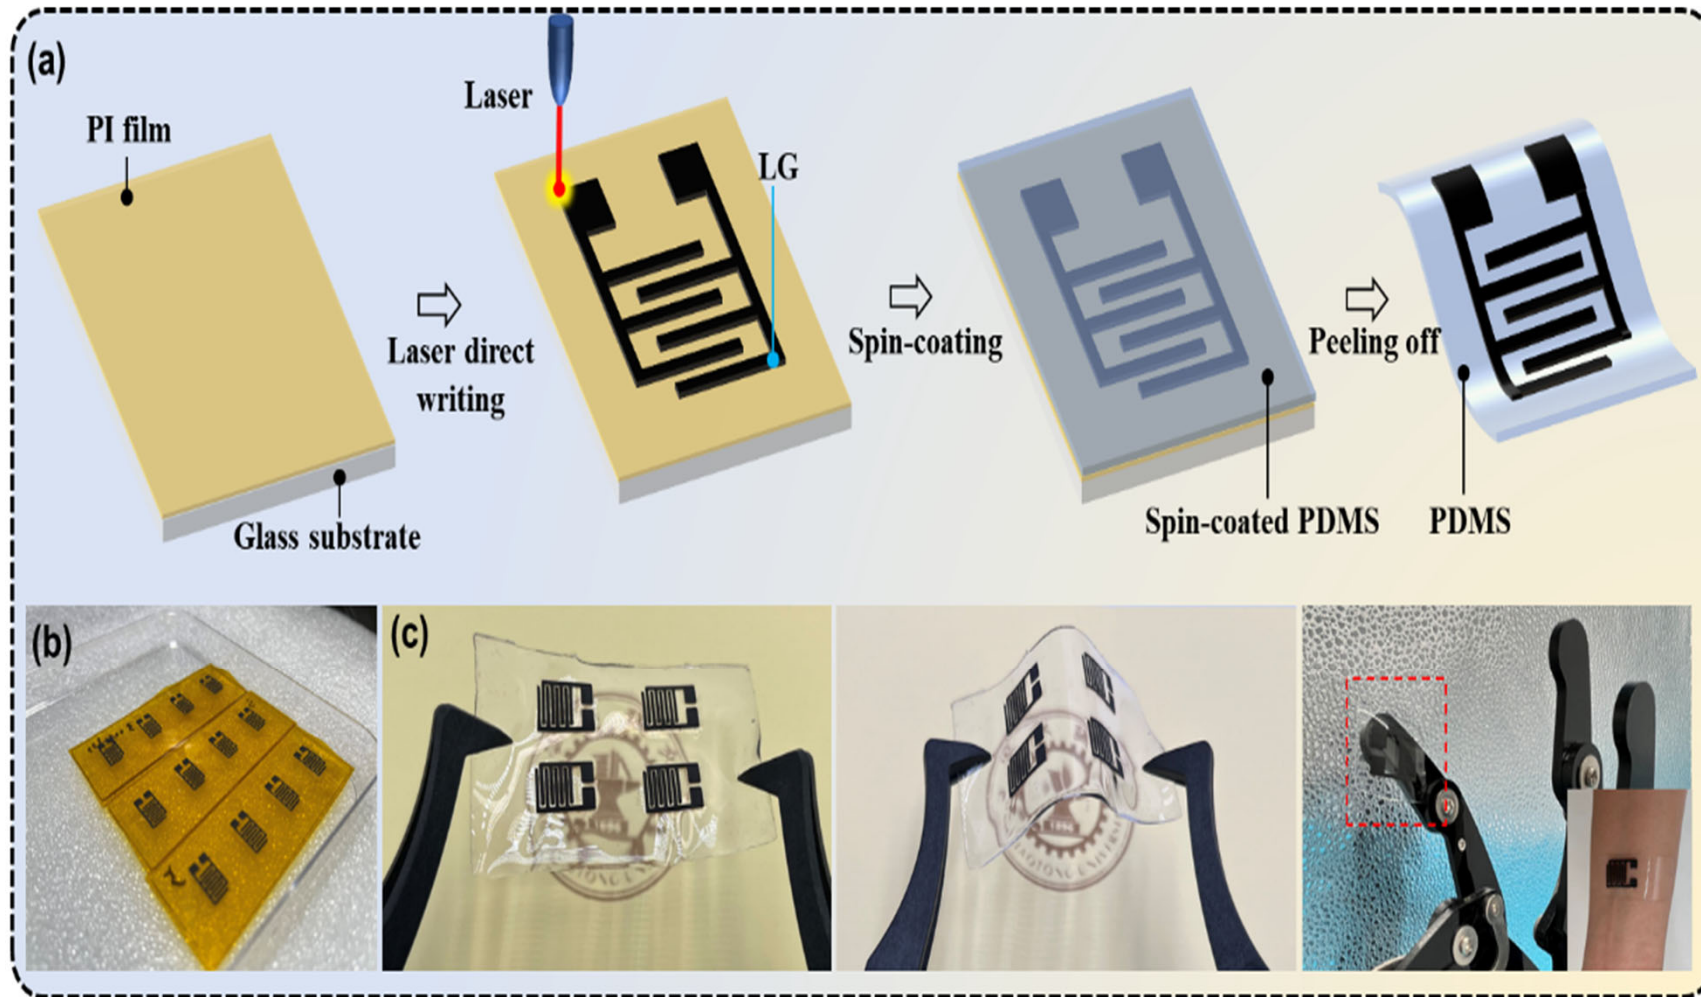 (a)
PI film
Laser
LG
Laser direct
writing
Spin-coating
Peeling off
Glass substrate
Spin-coated PDMS
PDMS
(b)
(c)